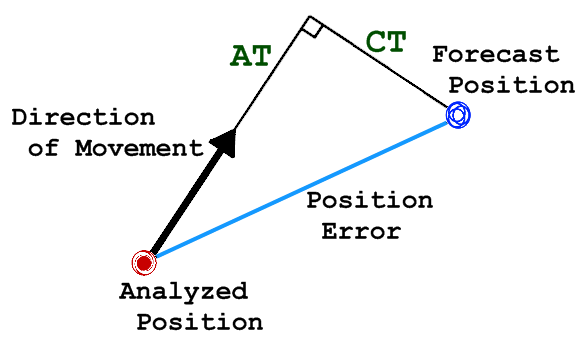 AT
CT
Forecast
Position
Direction
of Movement
Position
Error
Analyzed
Position